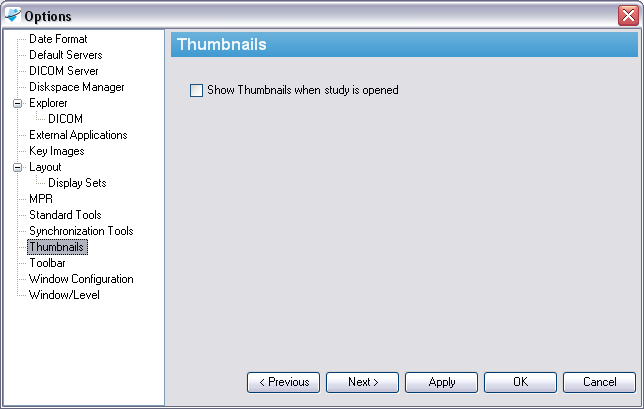 Options
Date Format
Default Servers
DICOM Server
Diskspace Manager
Explorer
DICOM
External Applications
Key Images
Layout
Display Sets
MPR
Standard Tools
Synchronization Tools
Thumbnails
Toolbar
Window Configuration
Window/Level
Thumbnails
Show Thumbnails when study is opened
< Previous
Next >
Apply
OK
Cancel